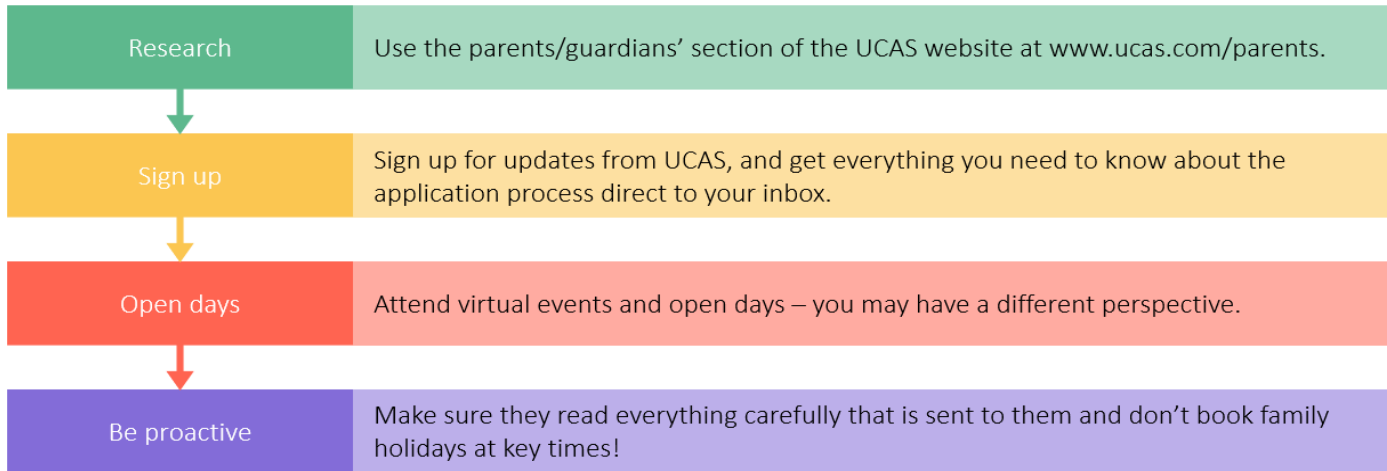 Research
Use the parents/guardians’ section of the UCAS website at www.ucas.com/parents.
Sign up
Sign up for updates from UCAS, and get everything you need to know about the
application process direct to your inbox.
Open days
Attend virtual events and open days – you may have a different perspective.
Be proactive
Make sure they read everything carefully that is sent to them and don’t book family
holidays at key times!